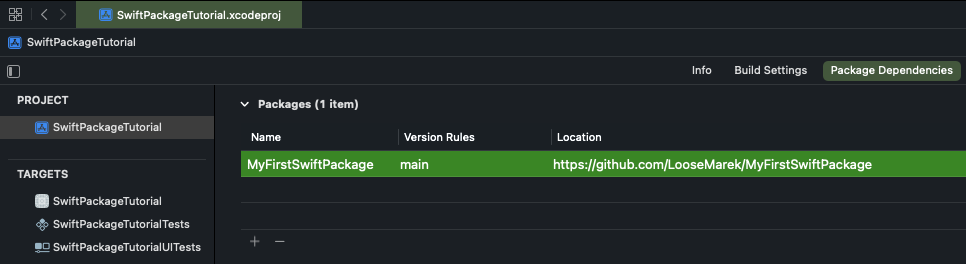 SwiftPackageTutorial.xcodeproj
SwiftPackageTutorial
Info Build Settings Package Dependencies
PROJECT
SwiftPackageTutorial
TARGETS
SwiftPackageTutorial
SwiftPackageTutorialTests
SwiftPackageTutorialUITests
Packages (1 item)
Name Version Rules Location
MyFirstSwiftPackage main https://github.com/LooseMarek/MyFirstSwiftPackage